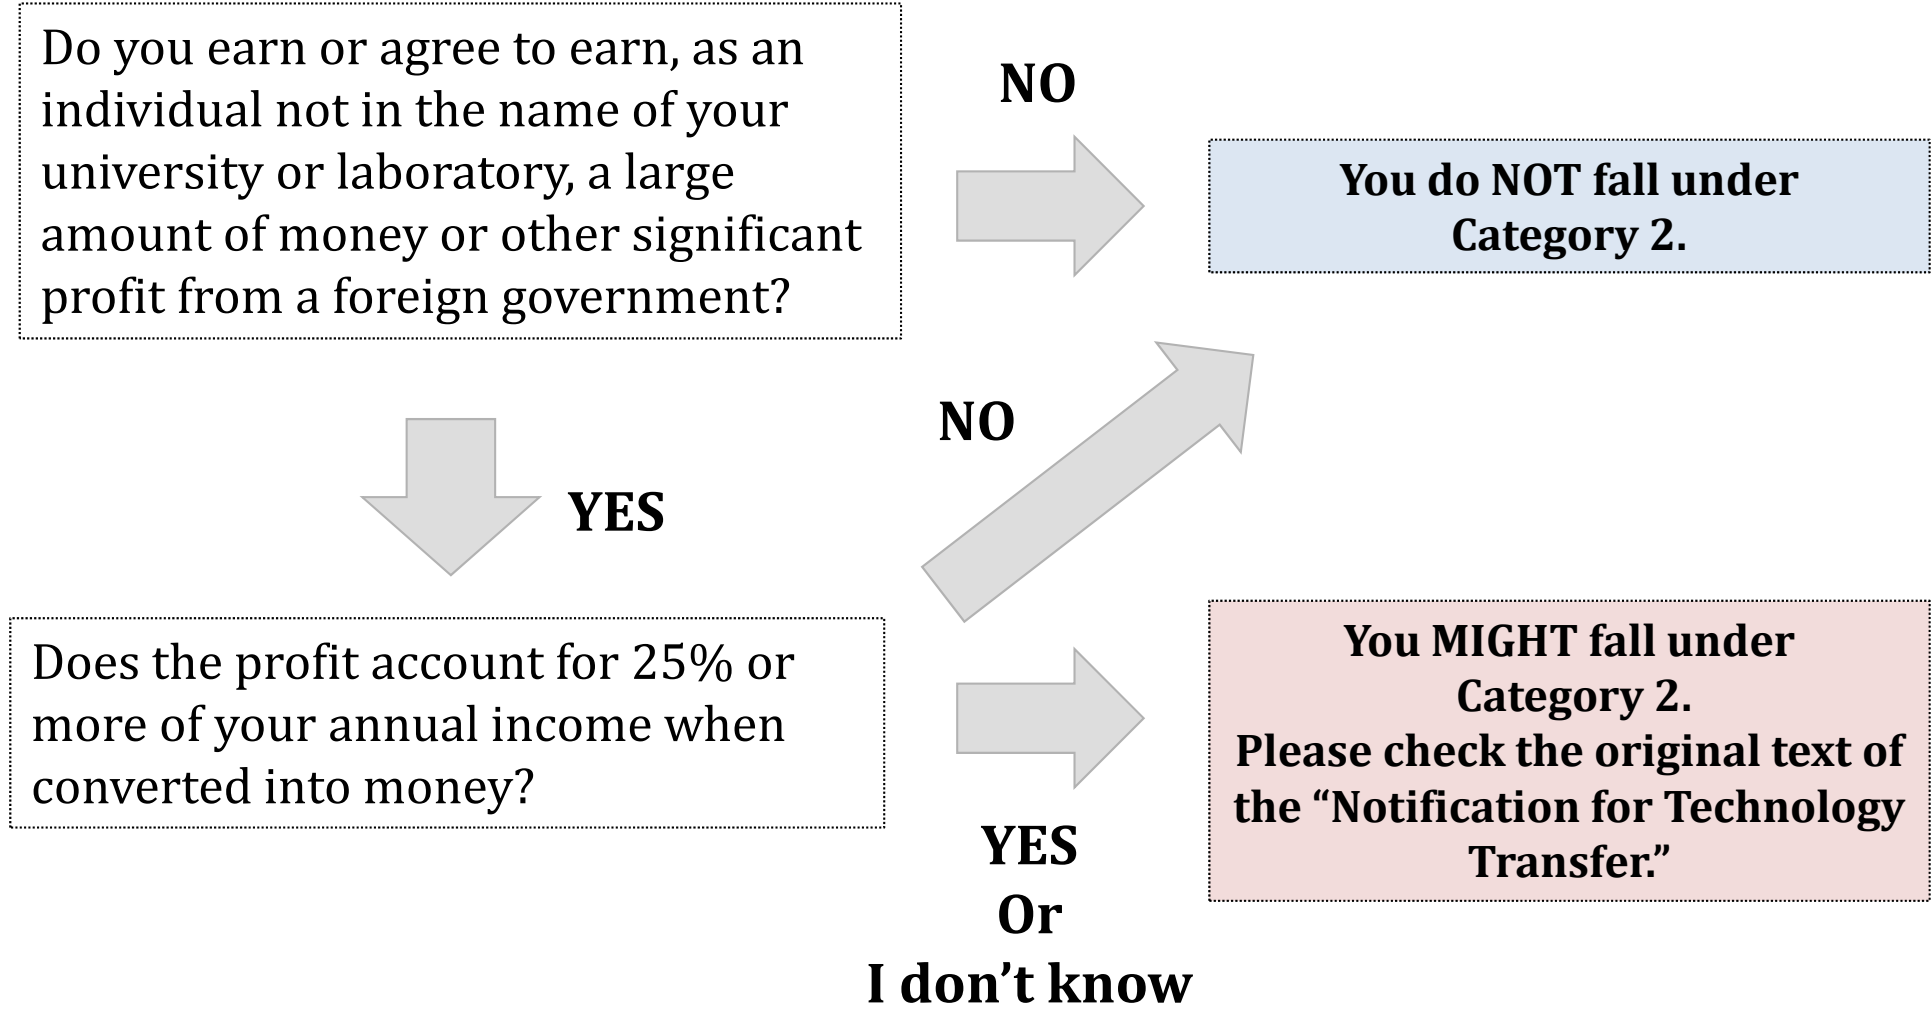 Do you earn or agree to earn, as an
individual not in the name of your
university or laboratory, a large
amount of money or other significant
profit from a foreign government?
NO
You do NOT fall under
Category 2.
YES
NO
Does the profit account for 25% or
more of your annual income when
converted into money?
YES
Or
I don’t know
You MIGHT fall under
Category 2.
Please check the original text of
the “Notification for Technology
Transfer.”